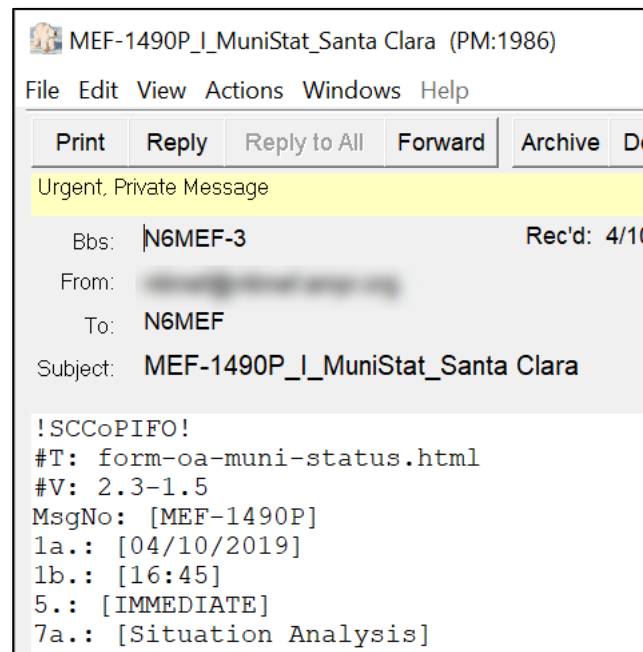 MEF-1490P_I_MuniStat_Santa Clara (PM:1986)
File Edit View Actions Windows Help
Print Reply Reply to All Forward Archive
Urgent, Private Message
Bbs: N6MEF-3 Rec'd: 4/10
From:
To: N6MEF
Subject: MEF-1490P_I_MuniStat_Santa Clara
!SCCoPIFO!
#T: form-oa-muni-status.html
#V: 2.3-1.5
MsgNo: [MEF-1490P]
1a.: [04/10/2019]
1b.: [16:45]
5.: [IMMEDIATE]
7a.: [Situation Analysis]